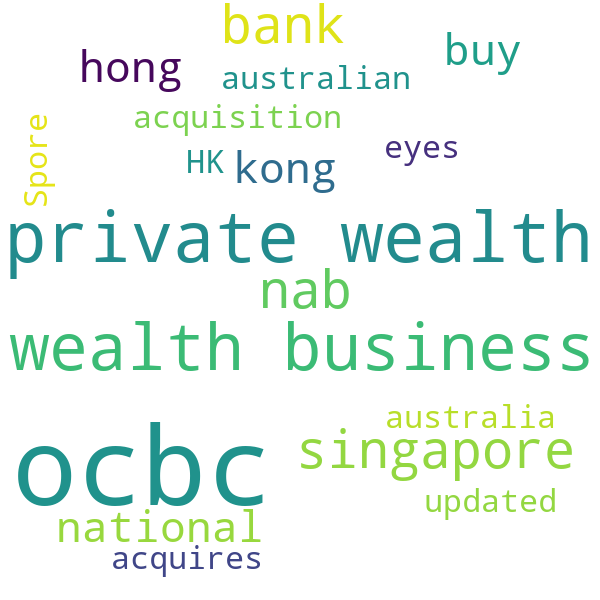 bank
buy
hong
australian
acquisition
Spore
HK
kong
eyes
private wealth
nab
wealth business
ocbc
australia
singapore
updated
national
acquires